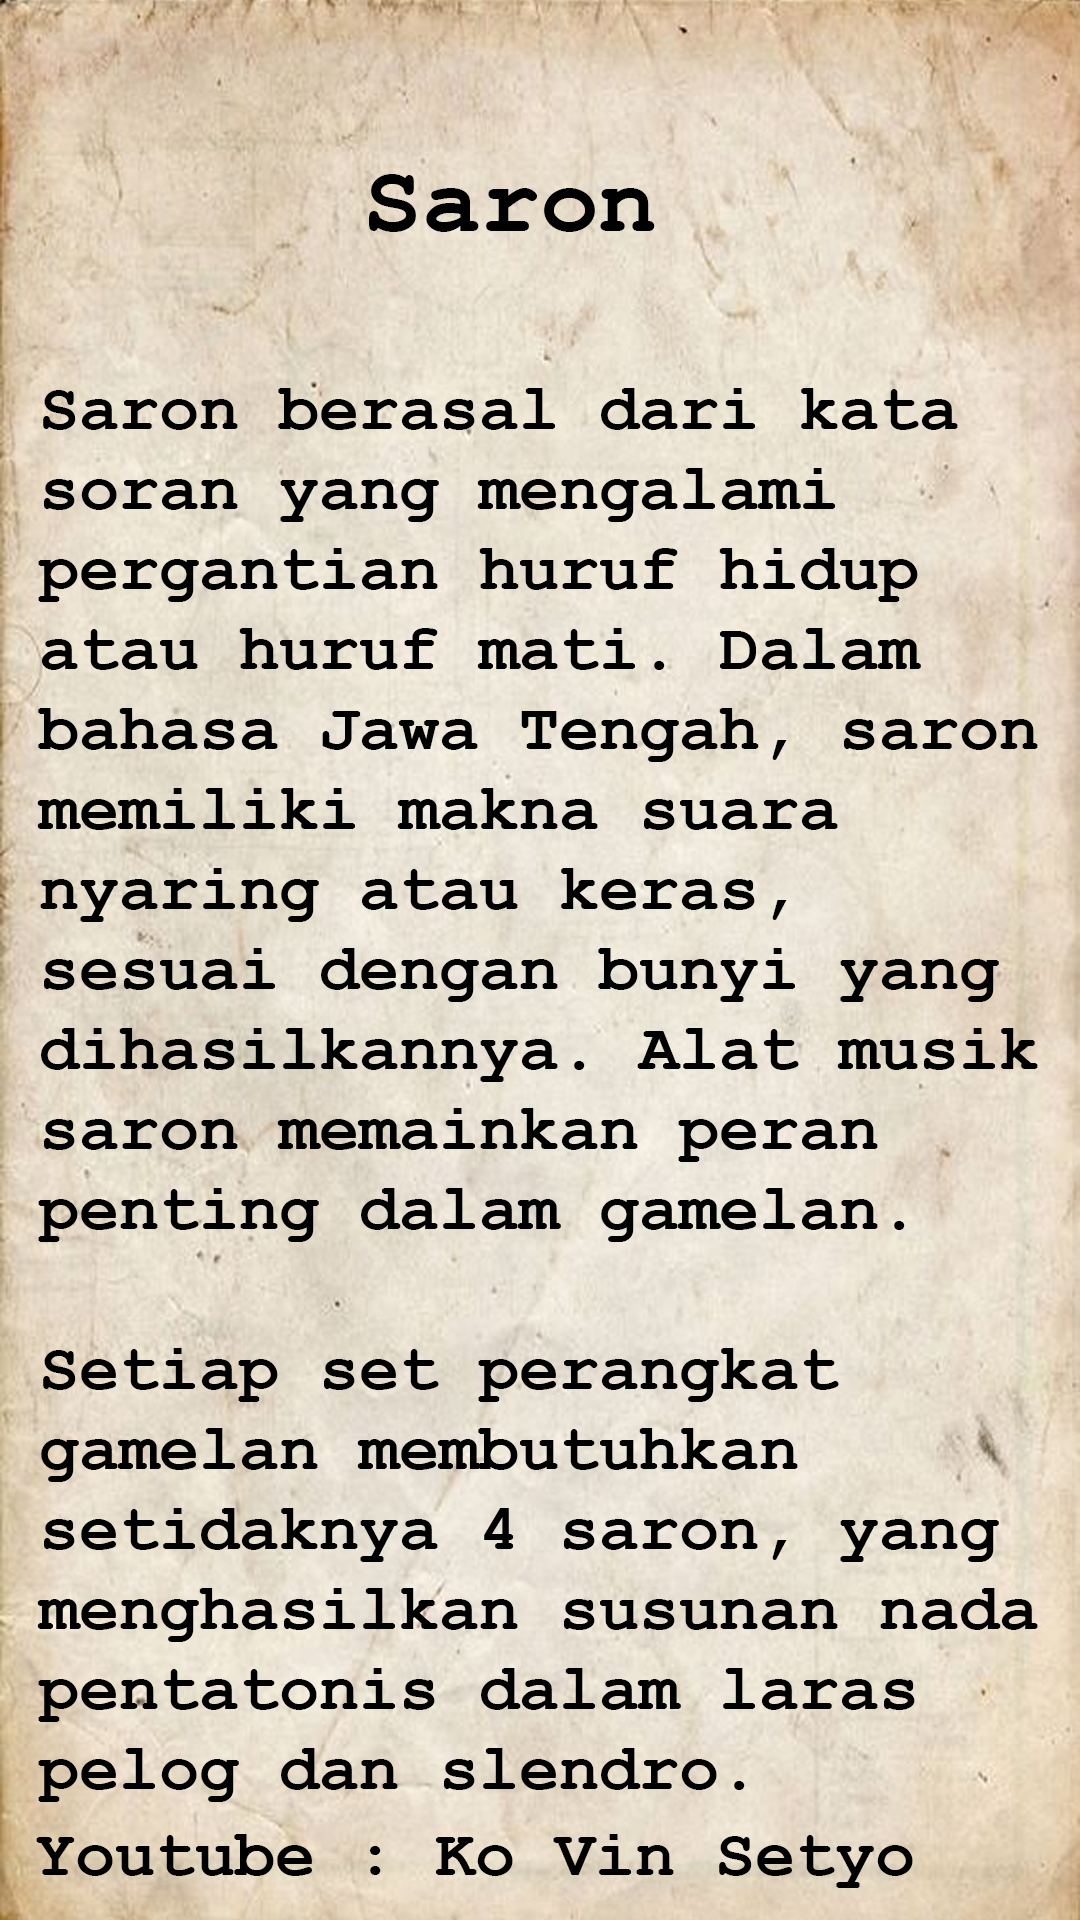 Saron
Saron berasal dari kata
soran yang mengalami
pergantian huruf hidup
atau huruf mati. Dalam
bahasa Jawa Tengah, saron
memiliki makna suara
nyaring atau keras,
sesuai dengan bunyi yang
dihasilkannya. Alat musik
saron memainkan peran
penting dalam gamelan.
Setiap set perangkat
gamelan membutuhkan
setidaknya 4 saron, yang
menghasilkan susunan nada
pentatonis dalam laras
pelog dan slendro.
Youtube : Ko Vin Setyo